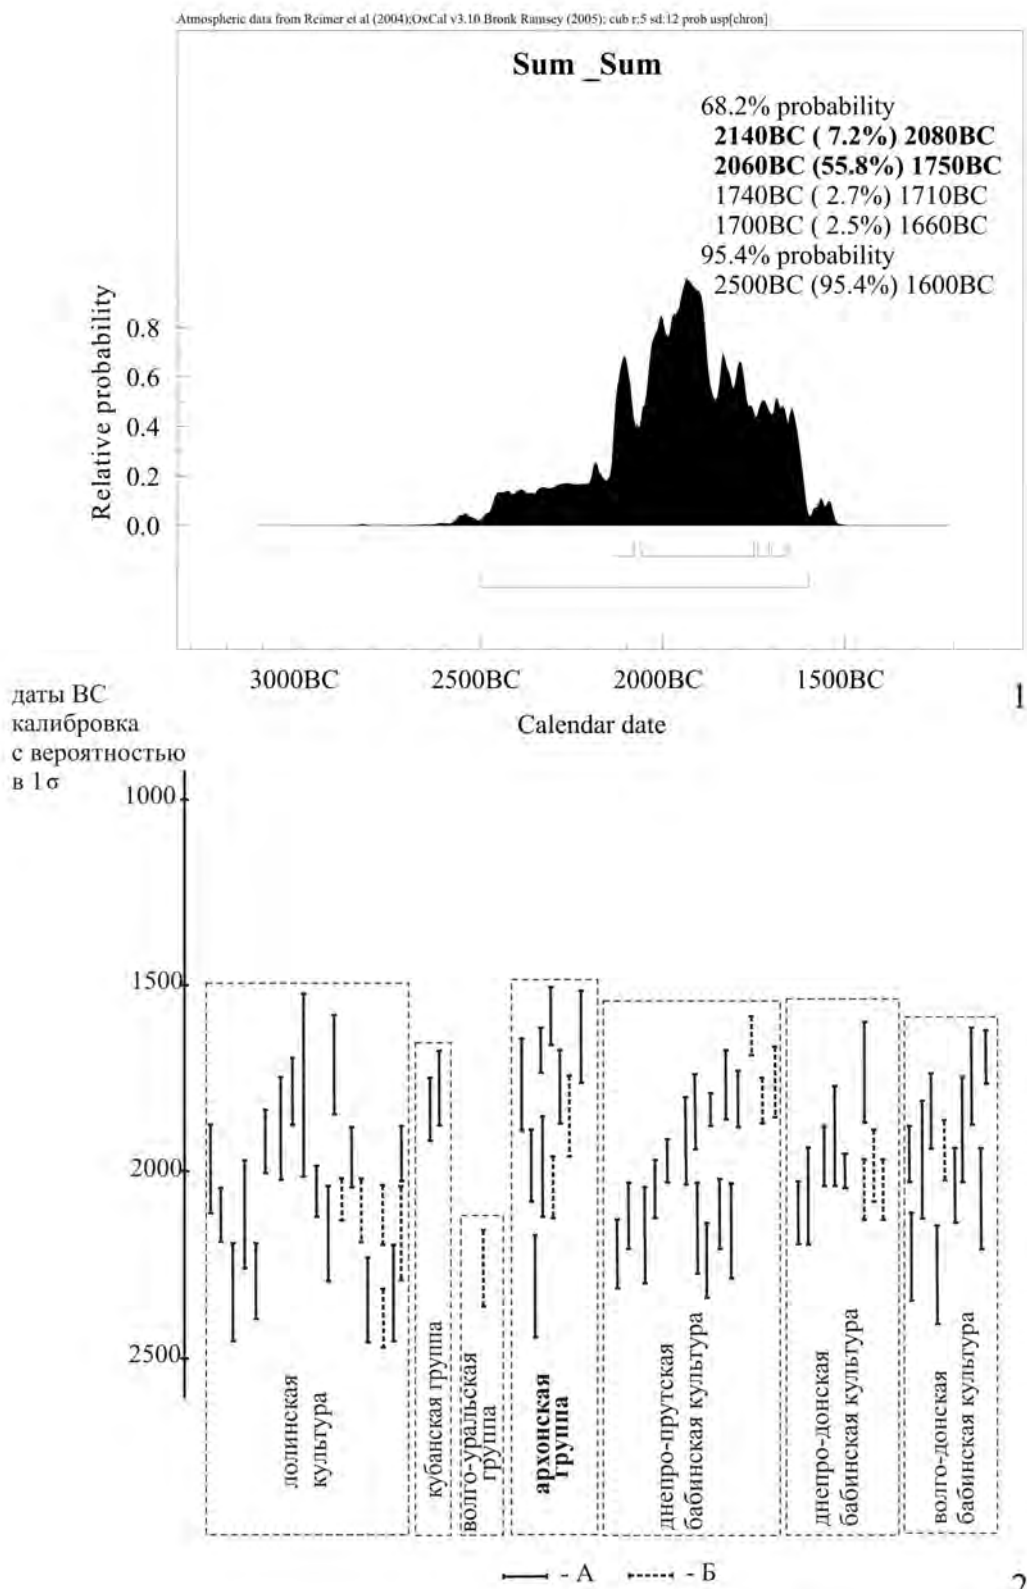 Atmospheric data from Reimer et al (2004);OxCal v3.10 Bronk Ramsey (2005); cub r:5 sd:12 prob usp[chron]
Sum _Sum
68.2% probability
2140BC ( 7.2%) 2080BC
2060BC (55.8%) 1750BC
1740BC ( 2.7%) 1710BC
1700BC ( 2.5%) 1660BC
95.4% probability
2500BC (95.4%) 1600BC
Relative probability
0.8
0.6
0.4
0.2
0.0
3000BC 2500BC 2000BC 1500BC
Calendar date
1
даты ВС
калибровка
с вероятностью
в 1σ
1000
1500
2000
2500
лолинская
культура
кубанская группа
волго-уральская
группа
архонская
группа
днепро-прутская
бабинская культура
днепро-донская
бабинская культура
волго-донская
бабинская культура
- А - Б
2